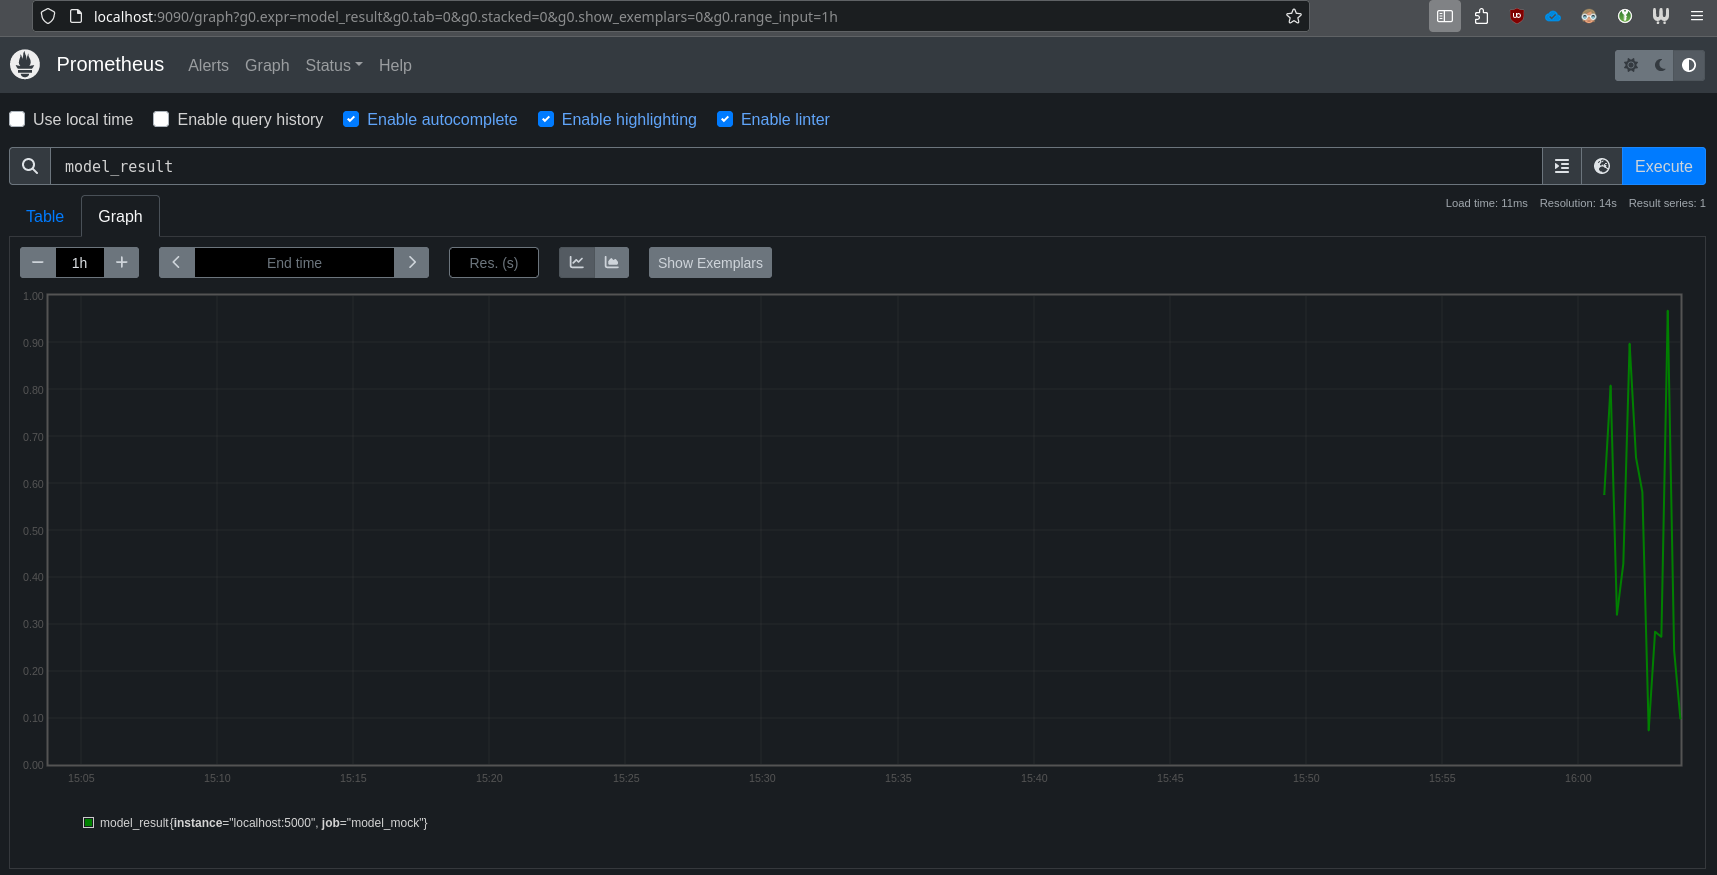 localhost:9090/graph?g0.expr=model_result&g0.tab=0&g0.stacked=0&g0.show_exemplars=0&g0.range_input=1h
Prometheus Alerts Graph Status Help
Use local time Enable query history Enable autocomplete Enable highlighting Enable linter
model_result Execute
Load time: 11ms Resolution: 14s Result series: 1
Table Graph
1h End time Res. (s) Show Exemplars
1.00
0.90
0.80
0.70
0.60
0.50
0.40
0.30
0.20
0.10
0.00
15:05 15:10 15:15 15:20 15:25 15:30 15:35 15:40 15:45 15:50 15:55 16:00
model_result{instance="localhost:5000", job="model_mock"}